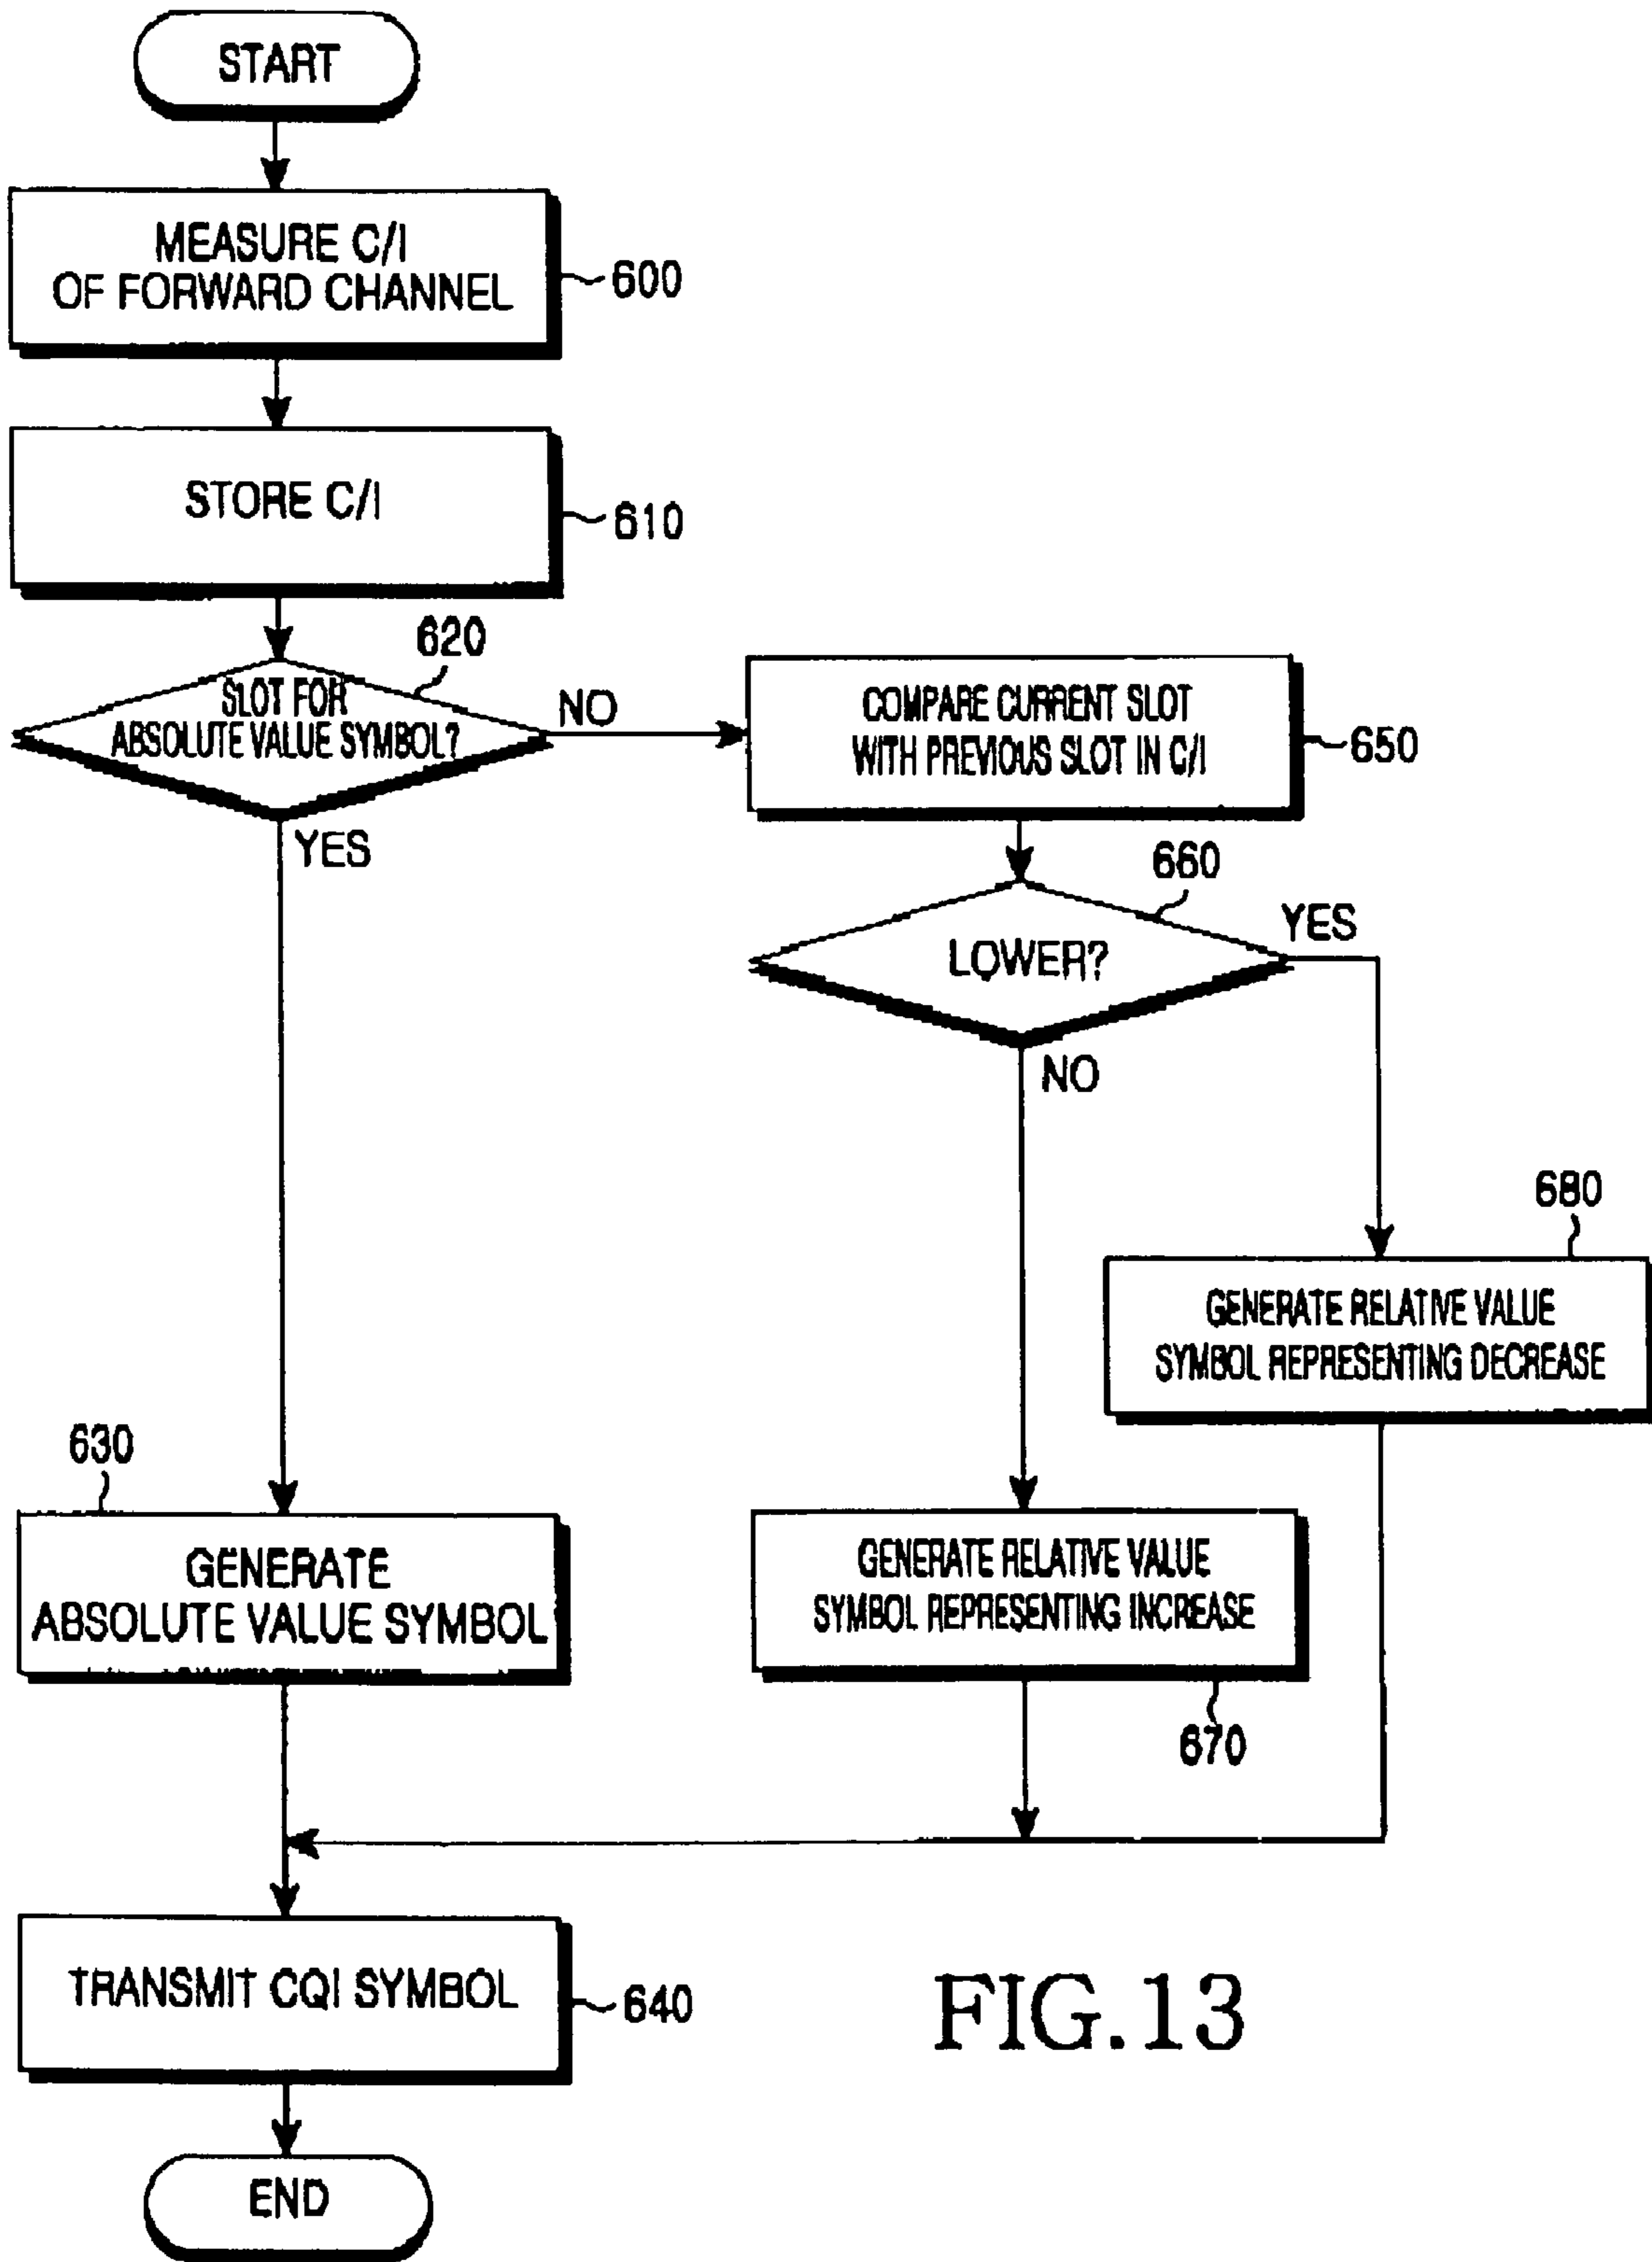 START
MEASURE C/I
OF FORWARD CHANNEL
600
STORE C/I
610
620
SLOT FOR
ABSOLUTE VALUE SYMBOL?
NO
YES
COMPARE CURRENT SLOT
WITH PREVIOUS SLOT IN C/I
650
660
LOWER?
YES
NO
680
GENERATE RELATIVE VALUE
SYMBOL REPRESENTING DECREASE
630
GENERATE
ABSOLUTE VALUE SYMBOL
GENERATE RELATIVE VALUE
SYMBOL REPRESENTING INCREASE
670
TRANSMIT CQI SYMBOL
640
FIG.13
END